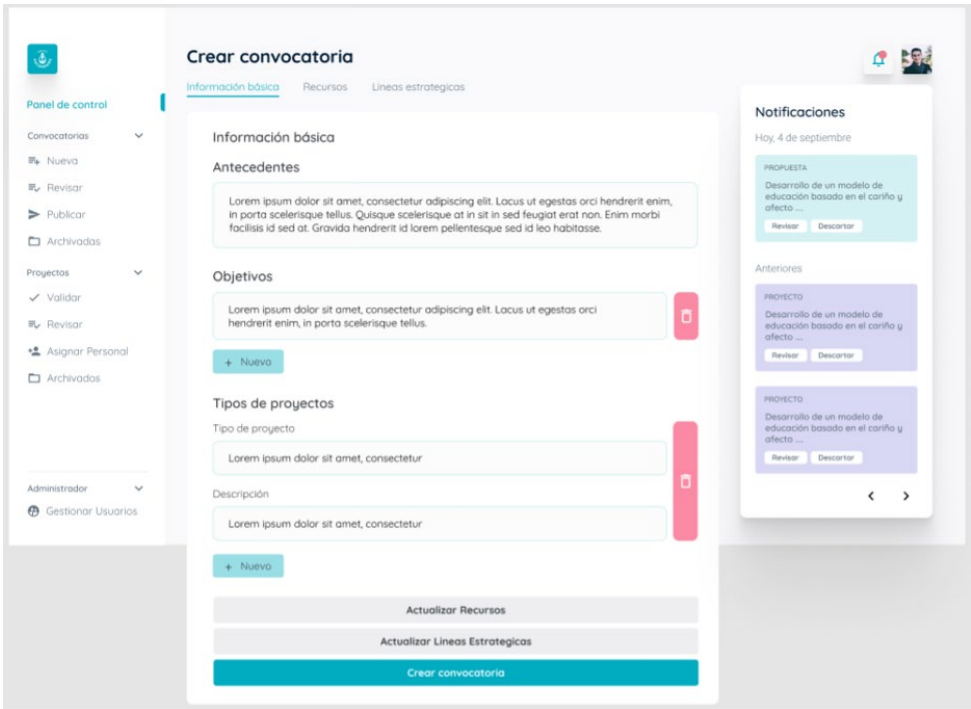 Panel de control
Convocatorias
Nueva
Revisar
Publicar
Archivadas
Proyectos
Validar
Revisar
Asignar Personal
Archivados
Administrador
Gestionar Usuarios
Crear convocatoria
Información básica
Recursos
Lineas estrategicas
Información básica
Antecedentes
Lorem ipsum dolor sit amet, consectetur adipiscing elit. Lacus ut egestas orci hendrerit enim,
in porta scelerisque tellus. Quisque scelerisque at in sit in sed feugiat erat non. Enim morbi
facilisis id sed at. Gravida hendrerit id lorem pellentesque sed id leo habitasse.
Objetivos
Lorem ipsum dolor sit amet, consectetur adipiscing elit. Lacus ut egestas orci
hendrerit enim, in porta scelerisque tellus.
+ Nuevo
Tipos de proyectos
Tipo de proyecto
Lorem ipsum dolor sit amet, consectetur
Descripción
Lorem ipsum dolor sit amet, consectetur
+ Nuevo
Actualizar Recursos
Actualizar Lineas Estrategicas
Crear convocatoria
Notificaciones
Hoy, 4 de septiembre
PROPUESTA
Desarrollo de un modelo de
educación basado en el cariño y
afecto ....
Revisar
Descartar
Anteriores
PROYECTO
Desarrollo de un modelo de
educación basado en el cariño y
afecto ....
Revisar
Descartar
PROYECTO
Desarrollo de un modelo de
educación basado en el cariño y
afecto ....
Revisar
Descartar